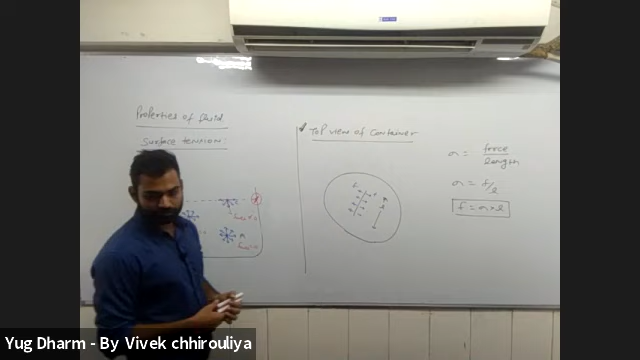 Properties of fluid
Surface TENSION:
Top view of Container
σ = force/length
σ = f/l
f = σ × l
Yug Dharm - By Vivek chhirouliya